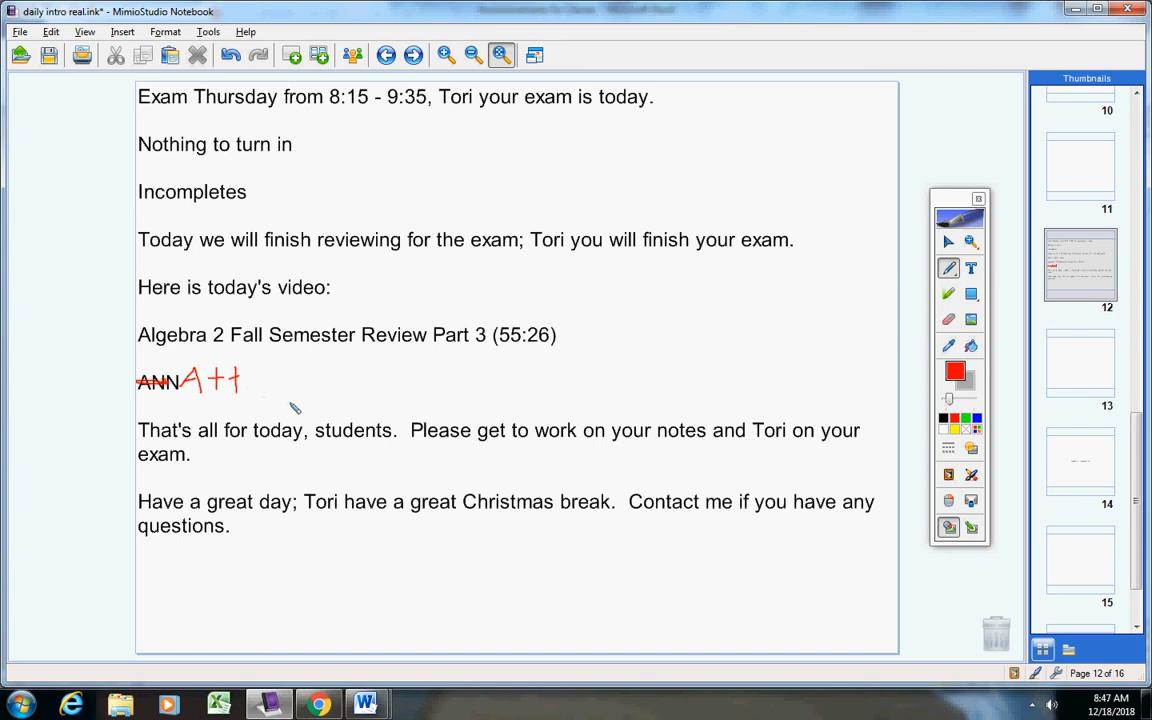 daily intro real.ink* - MimioStudio Notebook
File Edit View Insert Format Tools Help
Exam Thursday from 8:15 - 9:35, Tori your exam is today.
Nothing to turn in
Incompletes
Today we will finish reviewing for the exam; Tori you will finish your exam.
Here is today's video:
Algebra 2 Fall Semester Review Part 3 (55:26)
ANN Att
That's all for today, students.  Please get to work on your notes and Tori on your
exam.
Have a great day; Tori have a great Christmas break.  Contact me if you have any
questions.
Thumbnails
10
11
12
13
14
15
Page 12 of 16
8:47 AM
12/18/2018